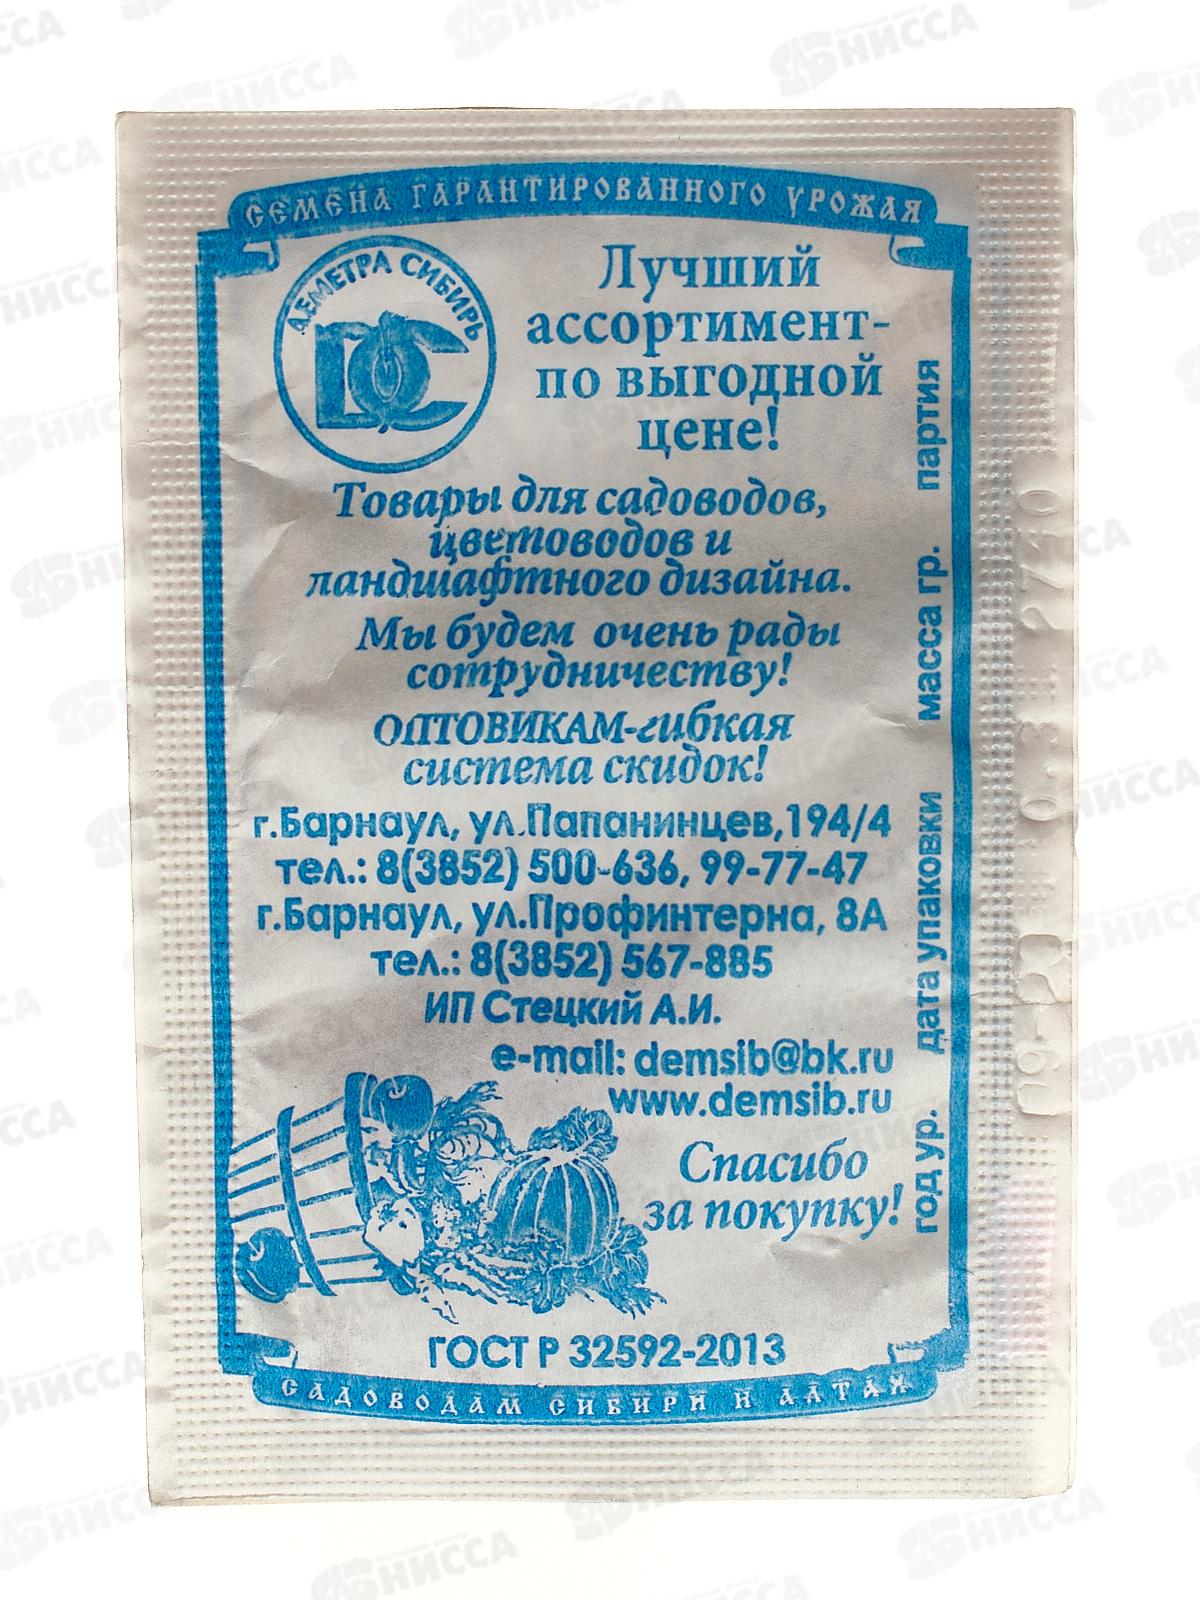 СЕМЕНА ГАРАНТИРОВАННОГО УРОЖАЯ
ДЕМЕТРА СИБИРЬ
ДС
Лучший
ассортимент-
по выгодной
цене!
Товары для садоводов,
цветоводов и
ландшафтного дизайна.
Мы будем очень рады
сотрудничеству!
ОПТОВИКАМ-гибкая
система скидок!
г.Барнаул, ул.Папанинцев,194/4
тел.: 8(3852) 500-636, 99-77-47
г.Барнаул, ул.Профинтерна, 8А
тел.: 8(3852) 567-885
ИП Стецкий А.И.
e-mail: demsib@bk.ru
www.demsib.ru
Спасибо
за покупку!
ГОСТ Р 32592-2013
САДОВОДАМ СИБИРИ И АЛТАЯ
год ур. дата упаковки масса гр. партия
НИССА